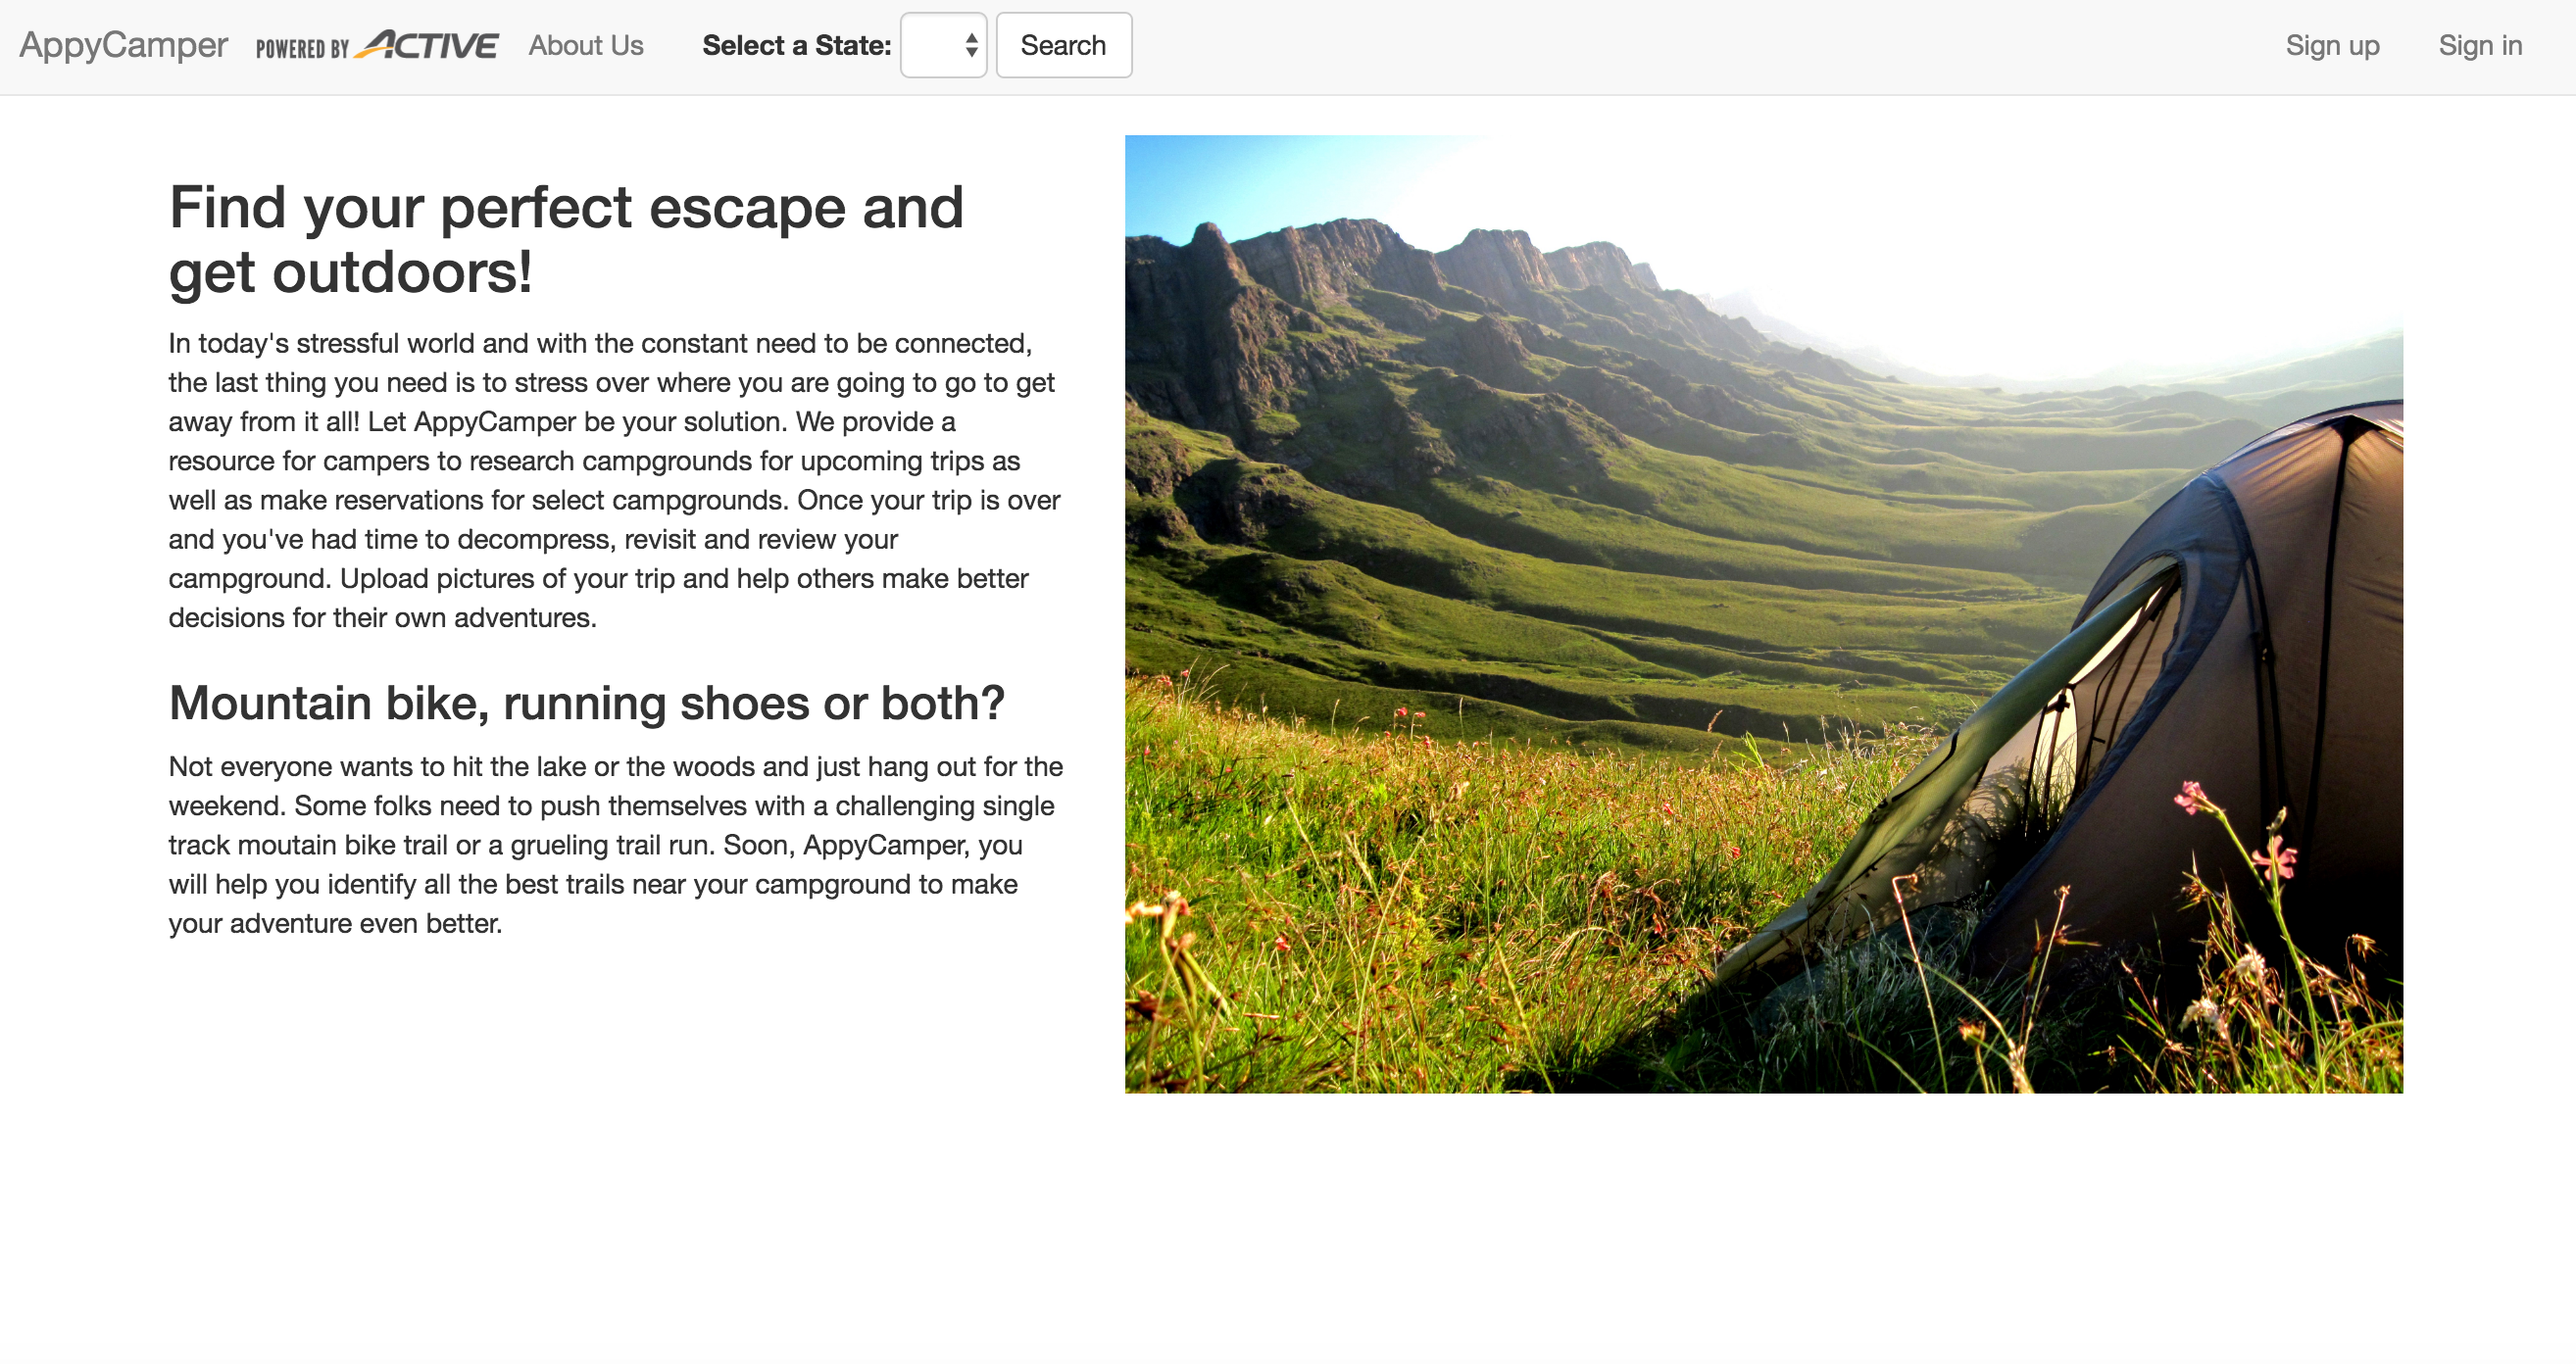 AppyCamper POWERED BY ACTIVE About Us Select a State: Search Sign up Sign in
Find your perfect escape and
get outdoors!
In today's stressful world and with the constant need to be connected,
the last thing you need is to stress over where you are going to go to get
away from it all! Let AppyCamper be your solution. We provide a
resource for campers to research campgrounds for upcoming trips as
well as make reservations for select campgrounds. Once your trip is over
and you've had time to decompress, revisit and review your
campground. Upload pictures of your trip and help others make better
decisions for their own adventures.
Mountain bike, running shoes or both?
Not everyone wants to hit the lake or the woods and just hang out for the
weekend. Some folks need to push themselves with a challenging single
track moutain bike trail or a grueling trail run. Soon, AppyCamper, you
will help you identify all the best trails near your campground to make
your adventure even better.